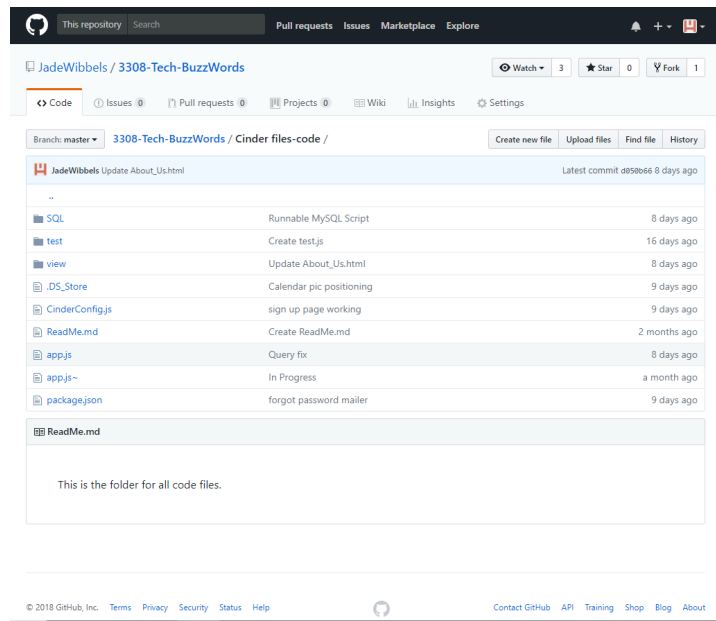 This repository Search Pull requests Issues Marketplace Explore
JadeWibbels / 3308-Tech-BuzzWords Watch 3 Star 0 Fork 1
Code Issues 0 Pull requests 0 Projects 0 Wiki Insights Settings
Branch: master 3308-Tech-BuzzWords / Cinder files-code / Create new file Upload files Find file History
JadeWibbels Update About_Us.html Latest commit d050b66 8 days ago
..
SQL Runnable MySQL Script 8 days ago
test Create test.js 16 days ago
view Update About_Us.html 8 days ago
.DS_Store Calendar pic positioning 9 days ago
CinderConfig.js sign up page working 9 days ago
ReadMe.md Create ReadMe.md 2 months ago
app.js Query fix 8 days ago
app.js~ In Progress a month ago
package.json forgot password mailer 9 days ago
ReadMe.md
This is the folder for all code files.
© 2018 GitHub, Inc. Terms Privacy Security Status Help Contact GitHub API Training Shop Blog About